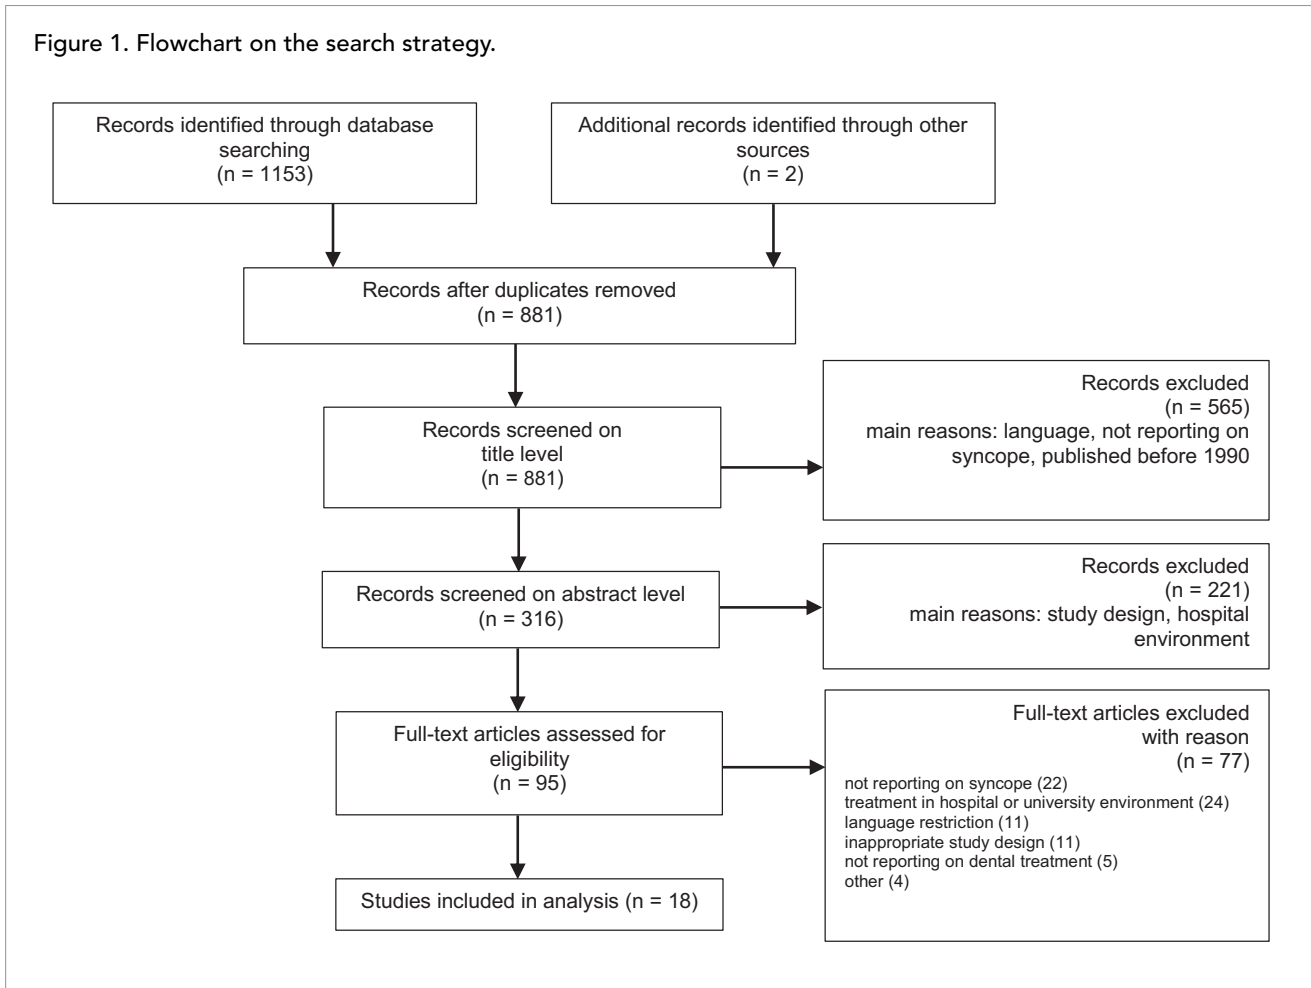 Figure 1. Flowchart on the search strategy.
Records identified through database
searching
(n = 1153)
Additional records identified through other
sources
(n = 2)
Records after duplicates removed
(n = 881)
Records screened on
title level
(n = 881)
Records excluded
(n = 565)
main reasons: language, not reporting on
syncope, published before 1990
Records screened on abstract level
(n = 316)
Records excluded
(n = 221)
main reasons: study design, hospital
environment
Full-text articles assessed for
eligibility
(n = 95)
Full-text articles excluded
with reason
(n = 77)
not reporting on syncope (22)
treatment in hospital or university environment (24)
language restriction (11)
inappropriate study design (11)
not reporting on dental treatment (5)
other (4)
Studies included in analysis (n = 18)